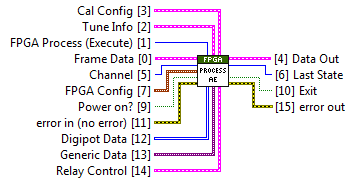 Cal Config [3]
Tune Info [2]
FPGA Process (Execute) [1]
Frame Data [0]
Channel [5]
FPGA Config [7]
Power on? [9]
error in (no error) [11]
Digipot Data [12]
Generic Data [13]
Relay Control [14]
FPGA
PROCESS
AE
[4] Data Out
[6] Last State
[10] Exit
[15] error out